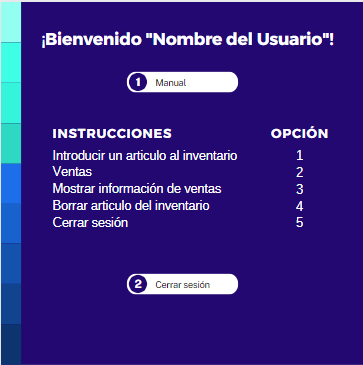 ¡Bienvenido "Nombre del Usuario"!
1 Manual
INSTRUCCIONES OPCIÓN
Introducir un articulo al inventario 1
Ventas 2
Mostrar información de ventas 3
Borrar articulo del inventario 4
Cerrar sesión 5
2 Cerrar sesión